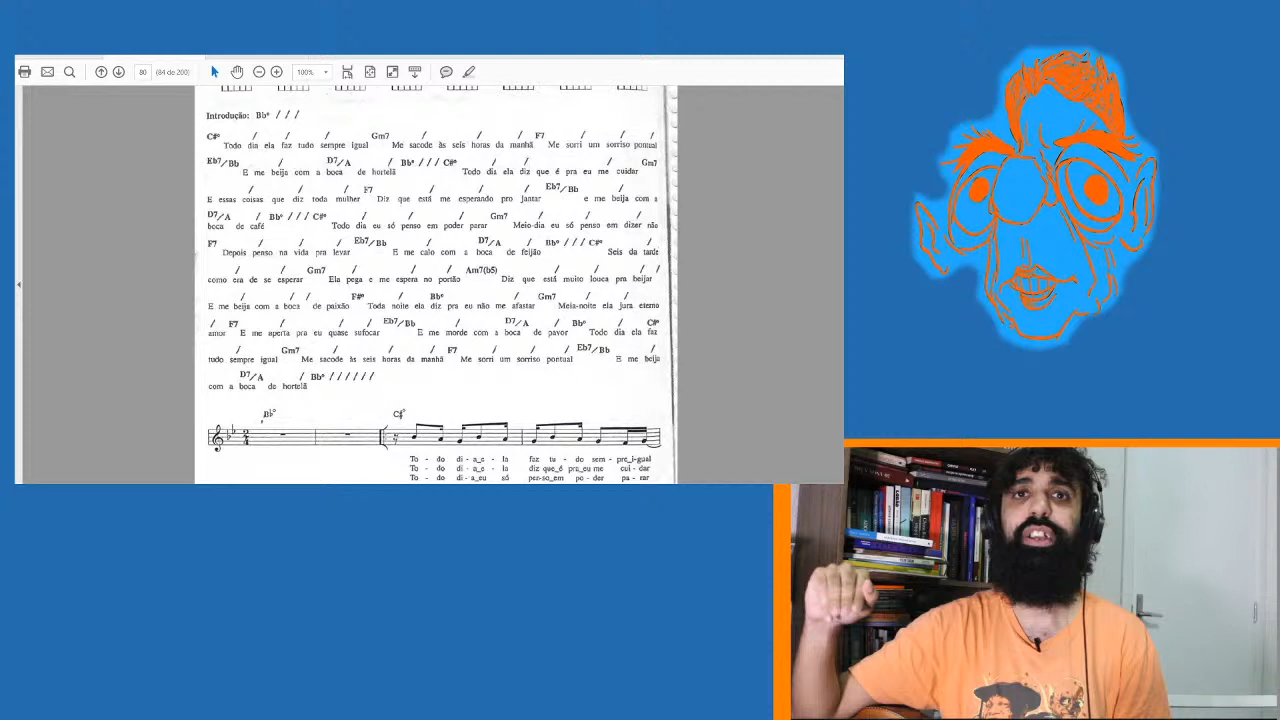 80 (84 de 200) 100%
Introdução: Bb° / / /
C#° / / Gm7 / / / F7 / / /
Todo dia ela faz tudo sempre igual Me sacode às seis horas da manhã Me sorri um sorriso pontual
Eb7/Bb / D7/A / Bb° / / / C#° / / / Gm7
E me beija com a boca de hortelã Todo dia ela diz que é pra eu me cuidar
/ / / F7 / / / Eb7/Bb /
E essas coisas que diz toda mulher Diz que está me esperando pro jantar e me beija com a
D7/A / Bb° / / / C#° / / / Gm7 / / /
boca de café Todo dia eu só penso em poder parar Meio-dia eu só penso em dizer não
F7 / / / Eb7/Bb / D7/A / Bb° / / / C#° /
Depois penso na vida pra levar E me calo com a boca de feijão Seis da tarde
/ / Gm7 / / / Am7(b5) / / / /
como era de se esperar Ela pega e me espera no portão Diz que está muito louca pra beijar
/ / / F#° / Bb° / / Gm7 / /
E me beija com a boca de paixão Toda noite ela diz pra eu não me afastar Meia-noite ela jura eterno
/ F7 / / / Eb7/Bb / D7/A / Bb° / C#°
amor E me aperta pra eu quase sufocar E me morde com a boca de pavor Todo dia ela faz
/ Gm7 / / / F7 / / / Eb7/Bb /
tudo sempre igual Me sacode às seis horas da manhã Me sorri um sorriso pontual E me beija
D7/A / Bb° / / / / / /
com a boca de hortelã
Bb° C#°
2/4
To - do di - a_e - la faz tu - do sem - pre_i-gual
To - do di - a_e - la diz que_é pra_eu me cui - dar
To - do di - a_eu só pen-so_em po - der pa - rar